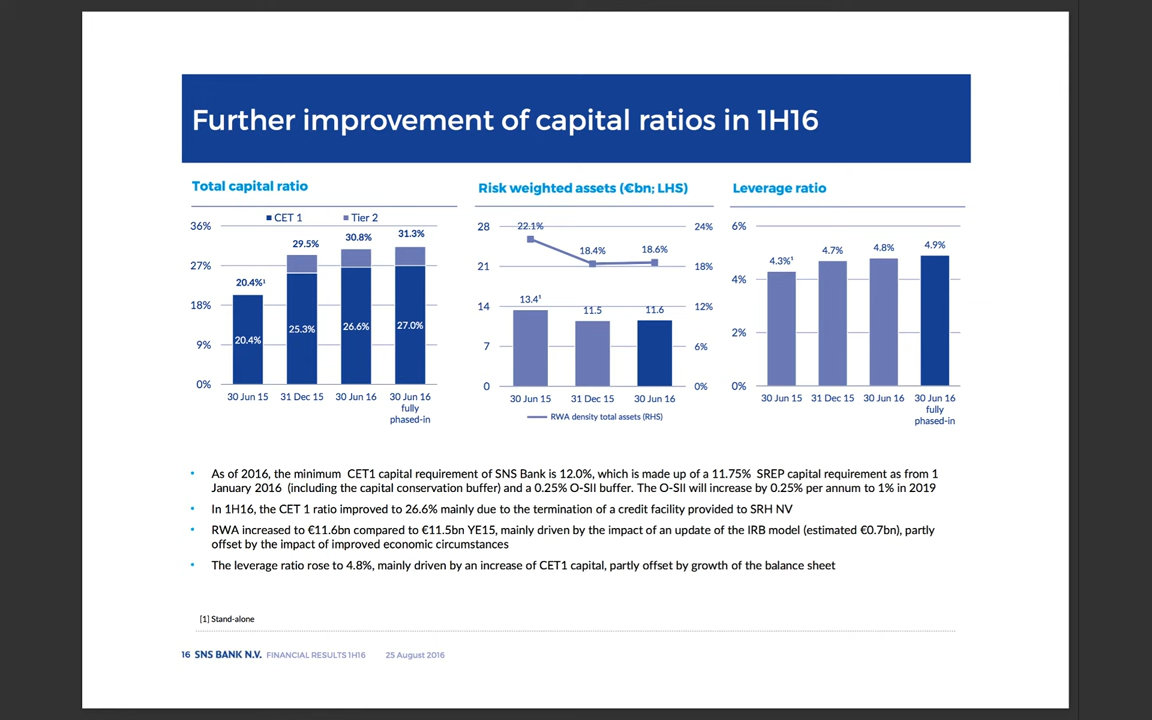 Further improvement of capital ratios in 1H16
Total capital ratio
CET 1
Tier 2
36%
27%
18%
9%
0%
20.4%¹
29.5%
30.8%
31.3%
20.4%
25.3%
26.6%
27.0%
30 Jun 15
31 Dec 15
30 Jun 16
30 Jun 16
fully
phased-in
Risk weighted assets (€bn; LHS)
28
21
14
7
0
24%
18%
12%
6%
0%
22.1%
18.4%
18.6%
13.4¹
11.5
11.6
30 Jun 15
31 Dec 15
30 Jun 16
RWA density total assets (RHS)
Leverage ratio
6%
4%
2%
0%
4.3%¹
4.7%
4.8%
4.9%
30 Jun 15
31 Dec 15
30 Jun 16
30 Jun 16
fully
phased-in
• As of 2016, the minimum CET1 capital requirement of SNS Bank is 12.0%, which is made up of a 11.75% SREP capital requirement as from 1
January 2016 (including the capital conservation buffer) and a 0.25% O-SII buffer. The O-SII will increase by 0.25% per annum to 1% in 2019
• In 1H16, the CET 1 ratio improved to 26.6% mainly due to the termination of a credit facility provided to SRH NV
• RWA increased to €11.6bn compared to €11.5bn YE15, mainly driven by the impact of an update of the IRB model (estimated €0.7bn), partly
offset by the impact of improved economic circumstances
• The leverage ratio rose to 4.8%, mainly driven by an increase of CET1 capital, partly offset by growth of the balance sheet
[1] Stand-alone
16 SNS BANK N.V. FINANCIAL RESULTS 1H16 25 August 2016